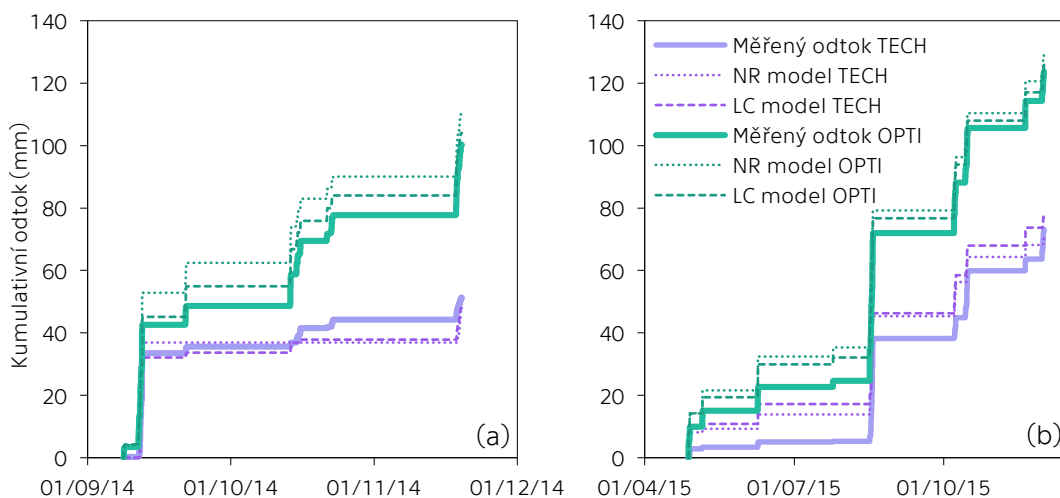 Kumulativní odtok (mm)
140
120
100
80
60
40
20
0
01/09/14 01/10/14 01/11/14 01/12/14
(a)
140
120
100
80
60
40
20
0
01/04/15 01/07/15 01/10/15
(b)
Měřený odtok TECH
NR model TECH
LC model TECH
Měřený odtok OPTI
NR model OPTI
LC model OPTI